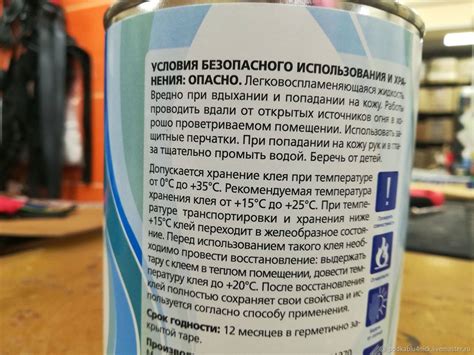 УСЛОВИЯ БЕЗОПАСНОГО ИСПОЛЬЗОВАНИЯ И ХРА-
НЕНИЯ: ОПАСНО. Легковоспламеняющаяся жидкость.
Вредно при вдыхании и попадании на кожу. Работы
проводить вдали от открытых источников огня в хо-
рошо проветриваемом помещении. Использовать за-
щитные перчатки. При попадании на кожу рук и в глаза
за тщательно промыть водой. Беречь от детей.
Допускается хранение клея при температуре
от 0°С до +35°С. Рекомендуемая температура
хранения клея от +15°С до +25°С. При темпе-
ратуре транспортировки и хранения ниже
+15°С клей переходит в желеобразное состоя-
ние. Перед использованием такого клея необ-
ходимо провести восстановление: выдержать
тару с клеем в теплом помещении, довести тем-
пературу клея до +20°С. После восстановления
клей полностью сохраняет свои свойства и ис-
пользуется согласно способу применения.
Срок годности: 12 месяцев в герметично за-
крытой таре.